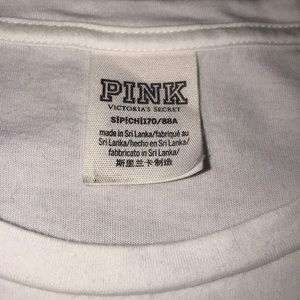 PINK
VICTORIA'S SECRET
S|P|CH|170/88A
made in Sri Lanka/fabriqué au
Sri Lanka/hecho en Sri Lanka/
fabbricato in Sri Lanka/
斯里兰卡制造